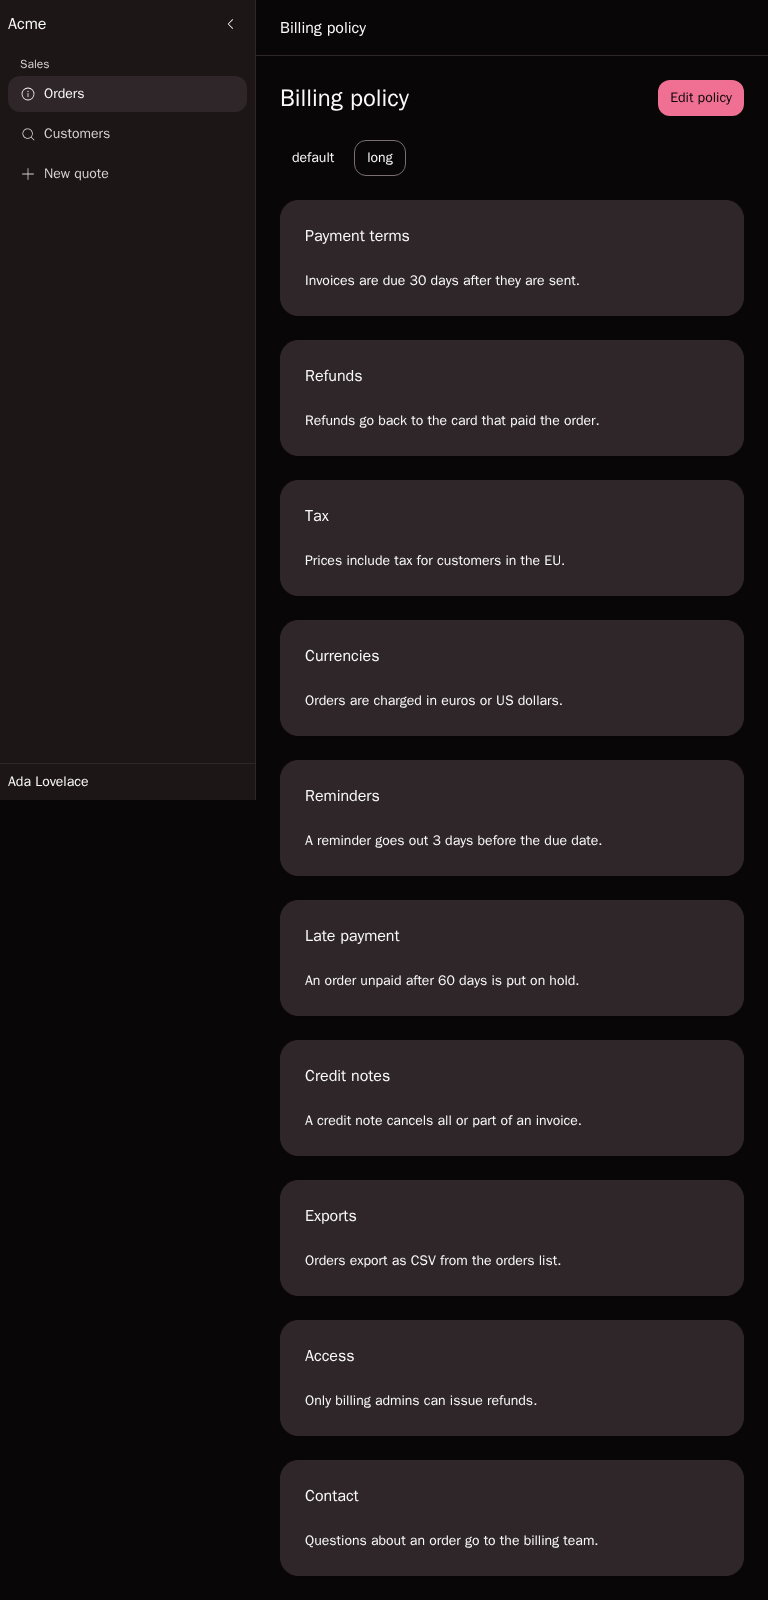 Acme
Sales
Orders
Customers
New quote
Ada Lovelace
Billing policy
Billing policy
Edit policy
default
long
Payment terms
Invoices are due 30 days after they are sent.
Refunds
Refunds go back to the card that paid the order.
Tax
Prices include tax for customers in the EU.
Currencies
Orders are charged in euros or US dollars.
Reminders
A reminder goes out 3 days before the due date.
Late payment
An order unpaid after 60 days is put on hold.
Credit notes
A credit note cancels all or part of an invoice.
Exports
Orders export as CSV from the orders list.
Access
Only billing admins can issue refunds.
Contact
Questions about an order go to the billing team.